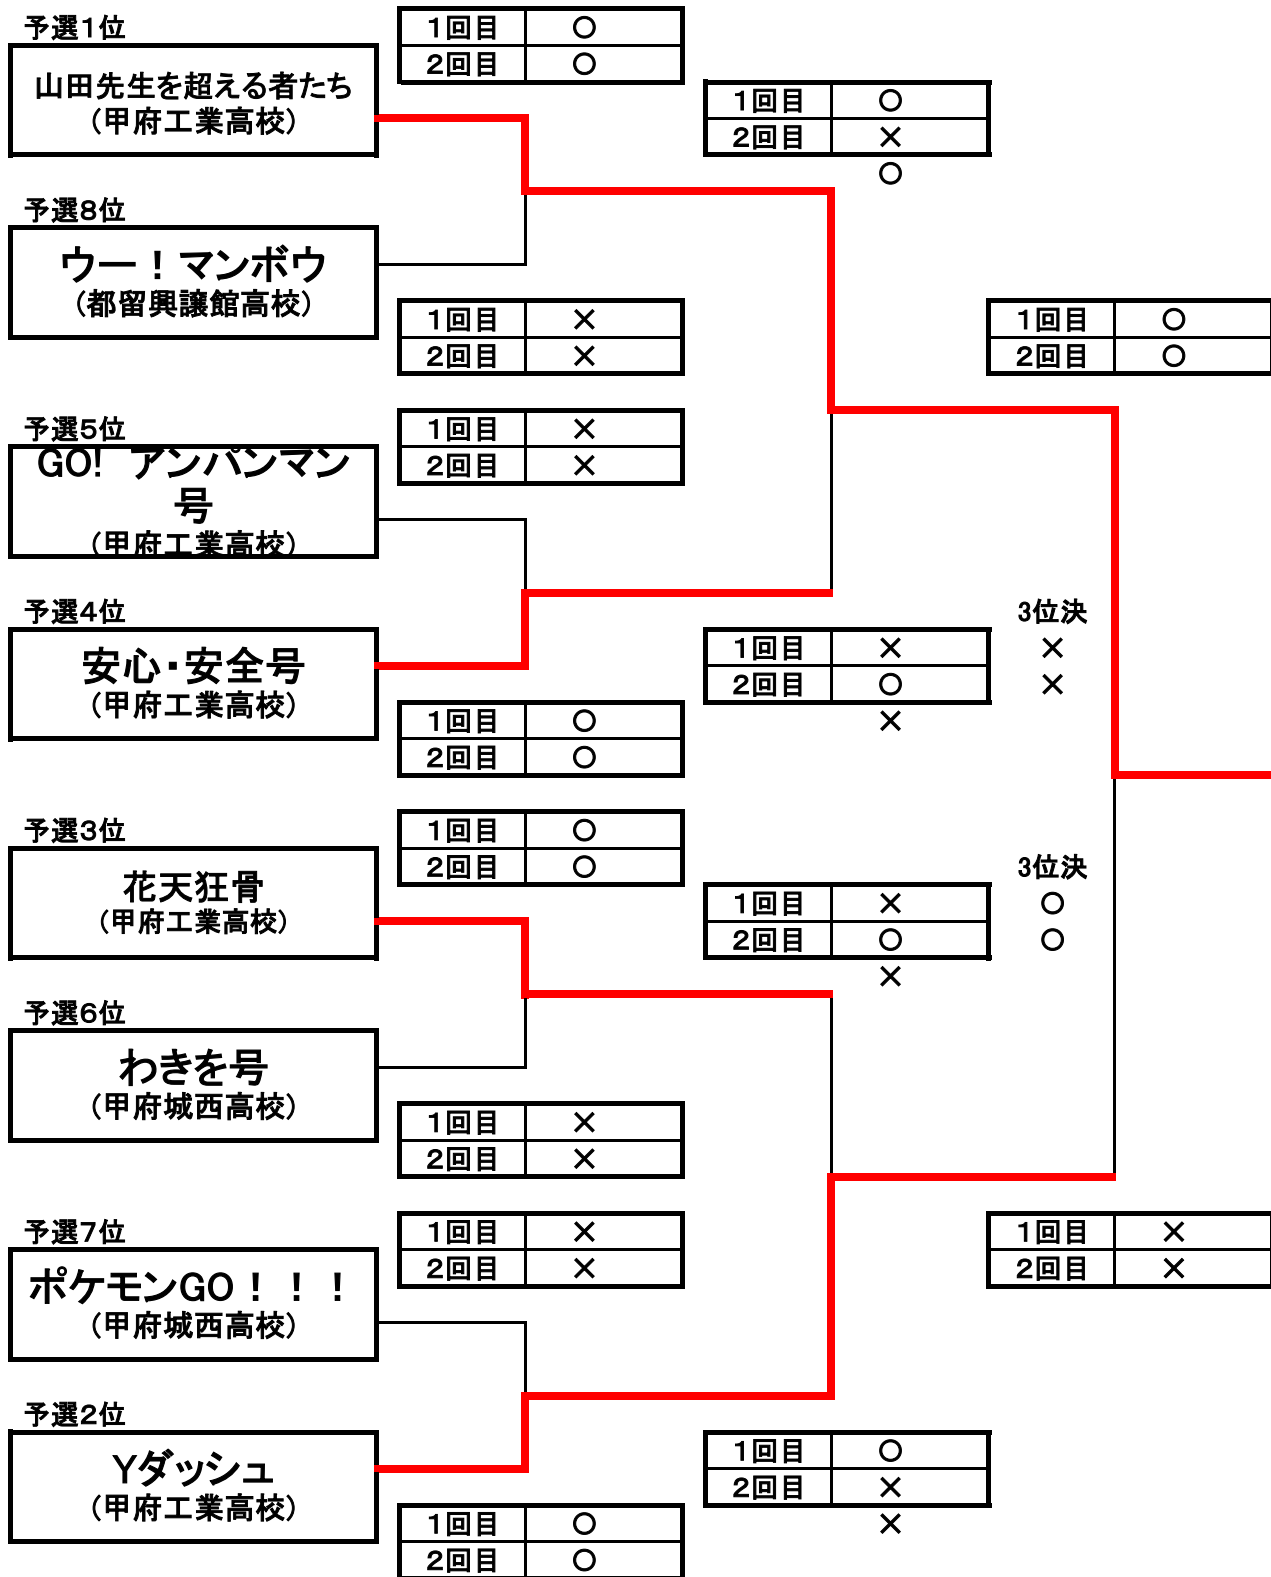 予選1位
1回目 ○
2回目 ○
山田先生を超える者たち
（甲府工業高校）
1回目 ○
2回目 ×
○
予選8位
ウー！マンボウ
（都留興譲館高校）
1回目 ×
2回目 ×
1回目 ○
2回目 ○
予選5位
1回目 ×
2回目 ×
GO! アンパンマン
号
（甲府工業高校）
予選4位
安心・安全号
（甲府工業高校）
3位決
1回目 × ×
2回目 ○ ×
×
1回目 ○
2回目 ○
予選3位
1回目 ○
2回目 ○
花天狂骨
（甲府工業高校）
3位決
1回目 × ○
2回目 ○ ○
×
予選6位
わきを号
（甲府城西高校）
1回目 ×
2回目 ×
予選7位
1回目 ×
2回目 ×
ポケモンGO！！！
（甲府城西高校）
1回目 ×
2回目 ×
予選2位
Yダッシュ
（甲府工業高校）
1回目 ○
2回目 ×
×
1回目 ○
2回目 ○